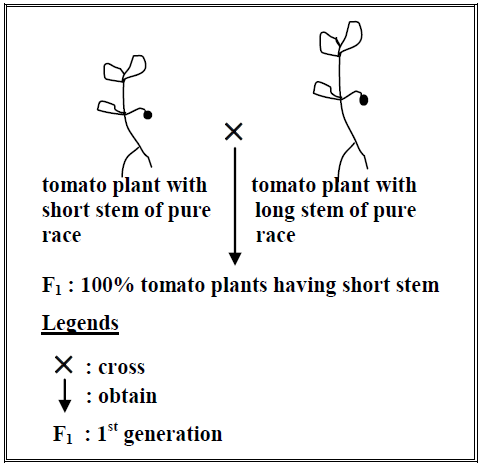 tomato plant with short stem of pure race
tomato plant with long stem of pure race
F₁ : 100% tomato plants having short stem
Legends
× : cross
↓ : obtain
F₁ : 1ˢᵗ generation